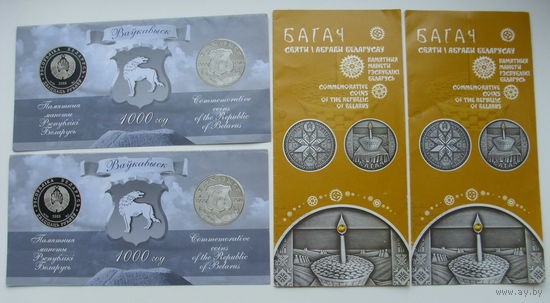 Ваўкавыск
Памятныя
манеты
Рэспублікі
Беларусь
1000 год
Commemorative
coins
of the Republic
of Belarus
Ваўкавыск
Памятныя
манеты
Рэспублікі
Беларусь
1000 год
Commemorative
coins
of the Republic
of Belarus
БАГАЧ
СВЯТЫ І АБРАДЫ БЕЛАРУСАЎ
ПАМЯТНЫЯ
МАНЕТЫ
РЭСПУБЛІКІ
БЕЛАРУСЬ
COMMEMORATIVE
COINS
OF THE REPUBLIC
OF BELARUS
БАГАЧ
СВЯТЫ І АБРАДЫ БЕЛАРУСАЎ
ПАМЯТНЫЯ
МАНЕТЫ
РЭСПУБЛІКІ
БЕЛАРУСЬ
COMMEMORATIVE
COINS
OF THE REPUBLIC
OF BELARUS
www.ay.by